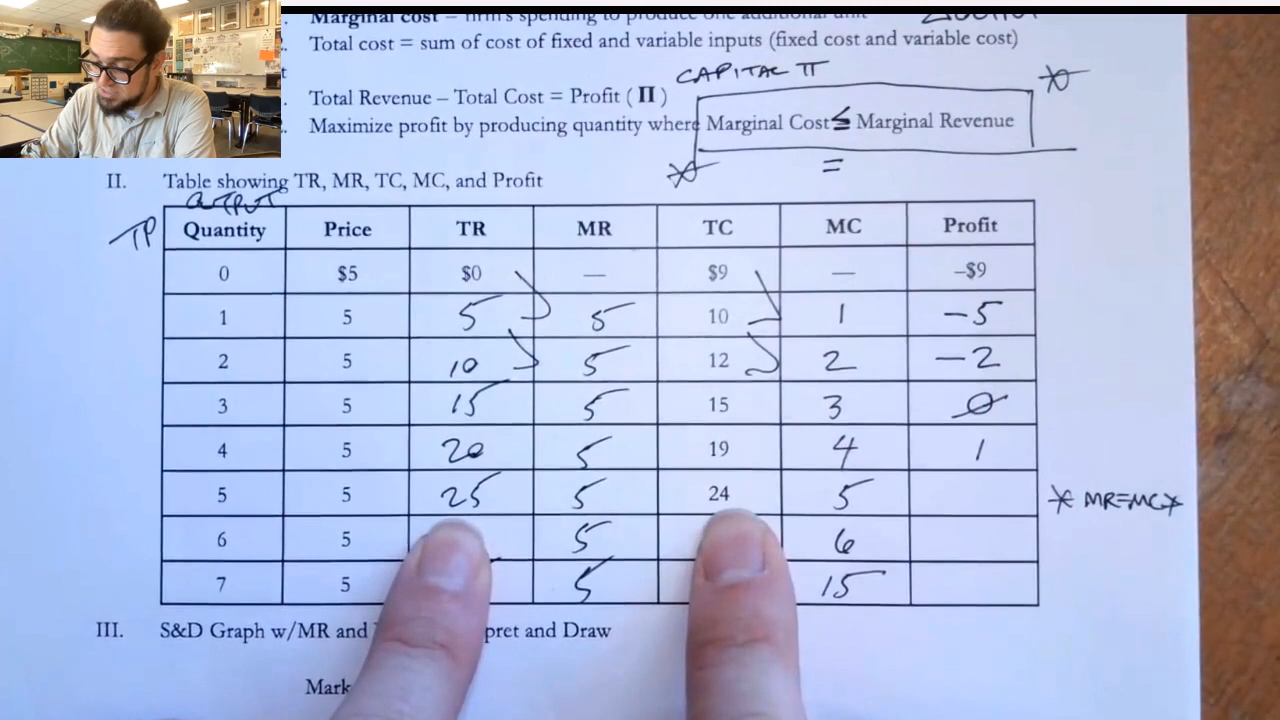 Marginal cost – firm's spending to produce one additional unit
Total cost = sum of cost of fixed and variable inputs (fixed cost and variable cost)
CAPITAL π
Total Revenue – Total Cost = Profit ( Π )
Maximize profit by producing quantity where Marginal Cost ≤ Marginal Revenue
=
II. Table showing TR, MR, TC, MC, and Profit
OUTPUT
TP Quantity Price TR MR TC MC Profit
0 $5 $0 — $9 — –$9
1 5 5 5 10 1 -5
2 5 10 5 12 2 -2
3 5 15 5 15 3 0
4 5 20 5 19 4 1
5 5 25 5 24 5 * MR=MC*
6 5 5 6
7 5 5 15
III. S&D Graph w/MR and pret and Draw
Mark